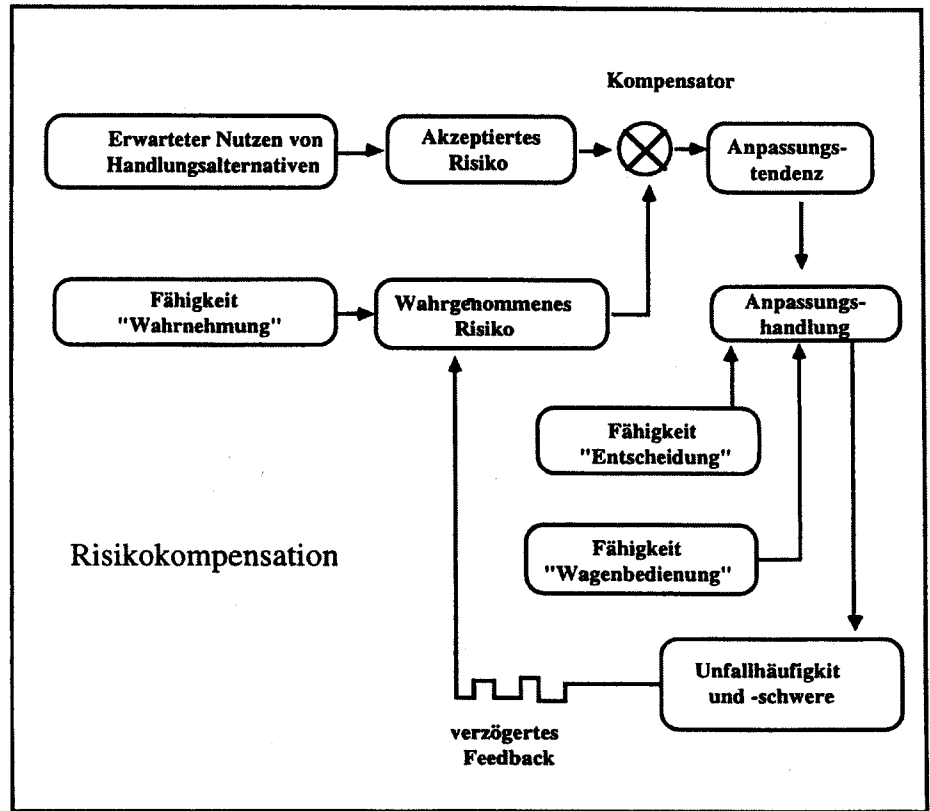 Kompensator
Erwarteter Nutzen von
Handlungsalternativen
Akzeptiertes
Risiko
Anpassungs-
tendenz
Fähigkeit
"Wahrnehmung"
Wahrgenommenes
Risiko
Anpassungs-
handlung
Fähigkeit
"Entscheidung"
Risikokompensation
Fähigkeit
"Wagenbedienung"
Unfallhäufigkit
und -schwere
verzögertes
Feedback